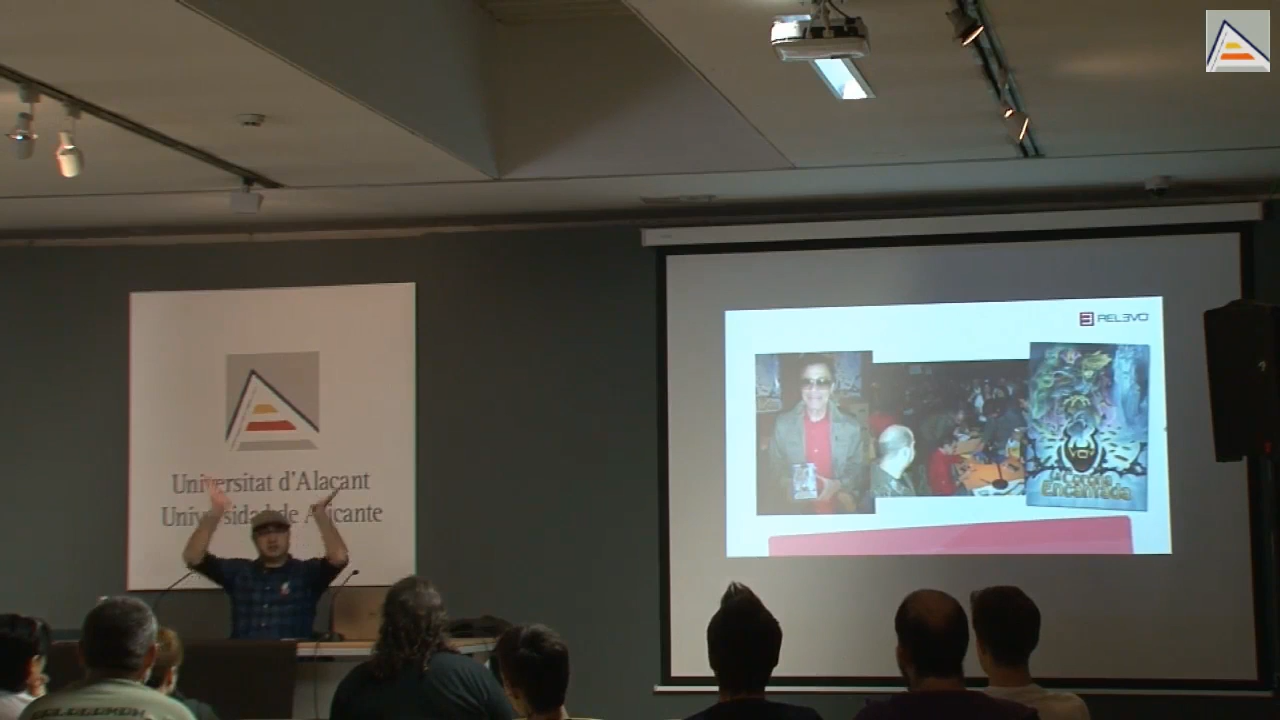 Universitat d'Alacant
Universidad de Alicante
RELEVO
La Corona
Encantada